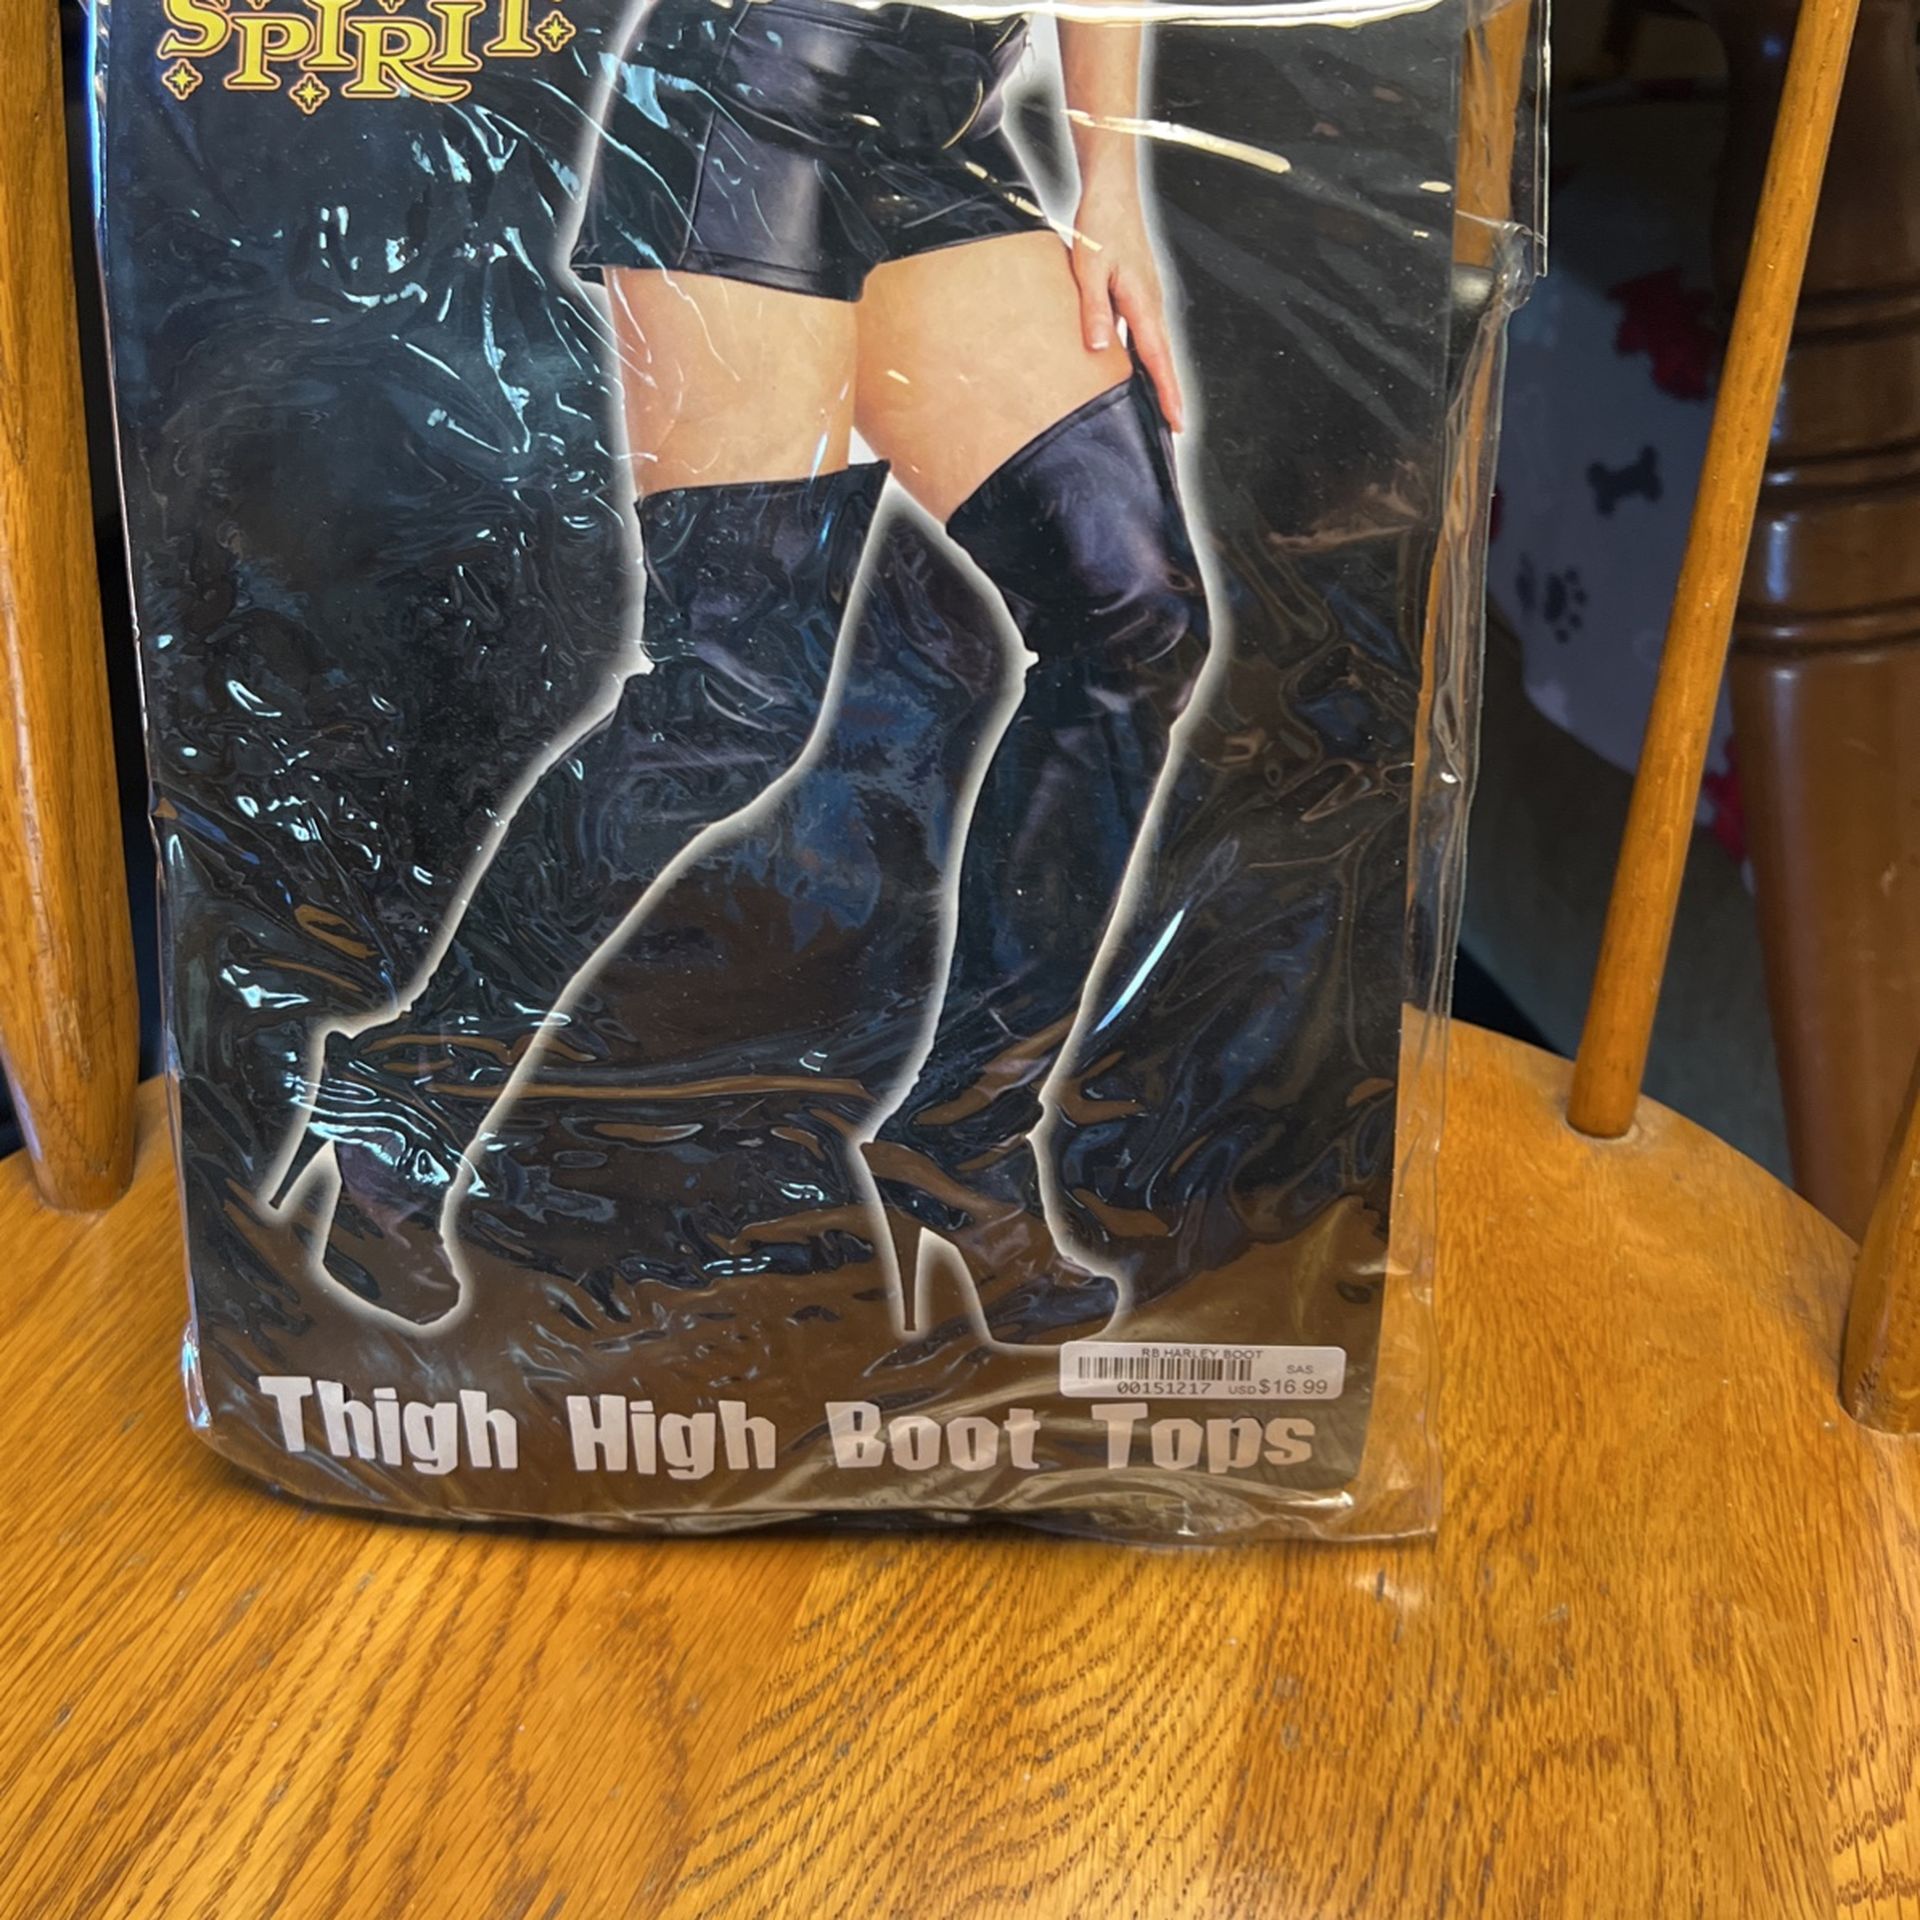 SPIRIT
RB HARLEY BOOT
SAS
00151217 USD $16.99
Thigh High Boot Tops